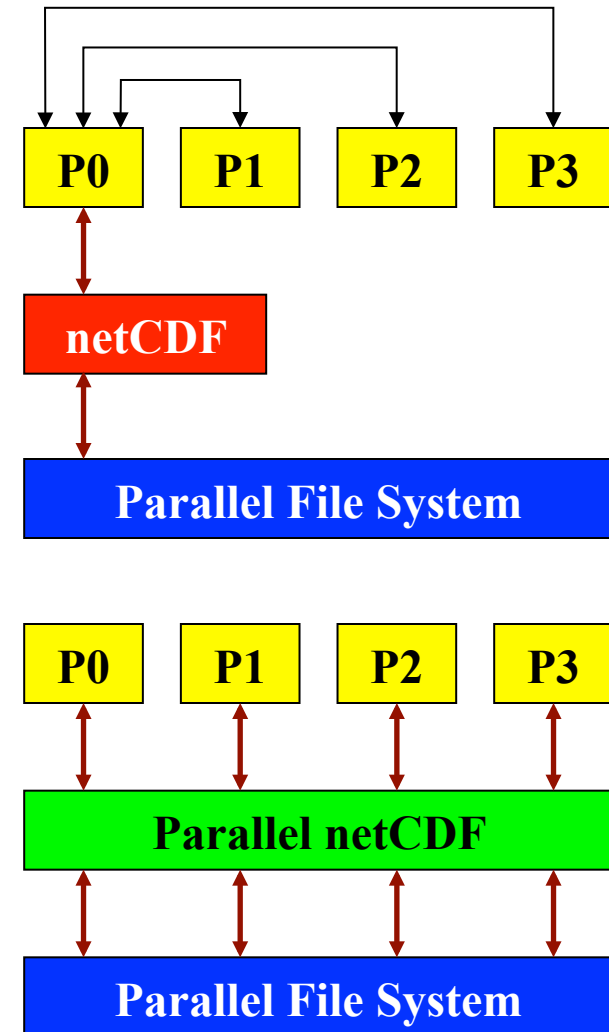 P0 P1 P2 P3
netCDF
Parallel File System
P0 P1 P2 P3
Parallel netCDF
Parallel File System